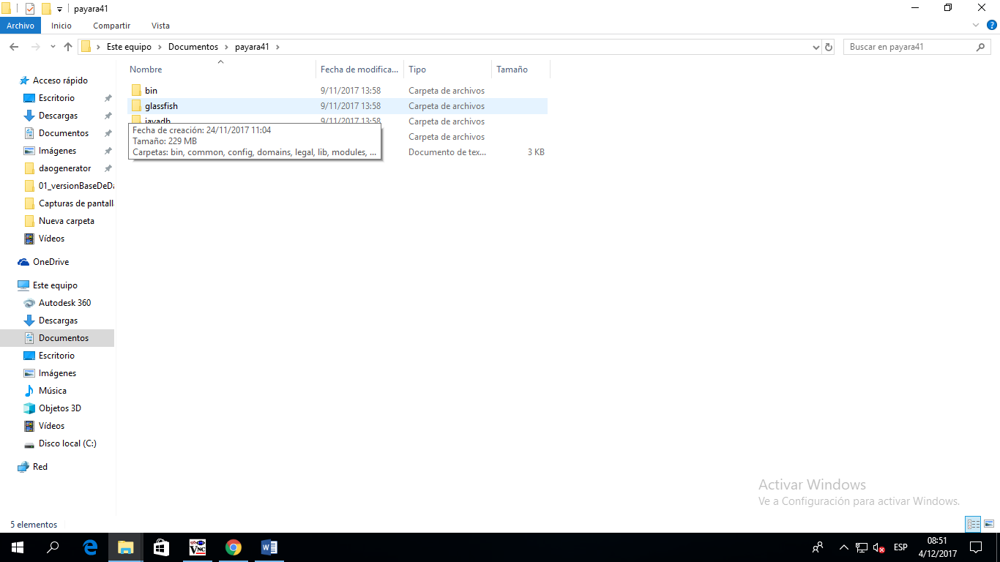 payara41
Archivo Inicio Compartir Vista
Este equipo Documentos payara41
Buscar en payara41
Nombre Fecha de modifica... Tipo Tamaño
bin 9/11/2017 13:58 Carpeta de archivos
glassfish 9/11/2017 13:58 Carpeta de archivos
javadb 9/11/2017 13:58 Carpeta de archivos
Carpeta de archivos
Documento de tex... 3 KB
Fecha de creación: 24/11/2017 11:04
Tamaño: 229 MB
Carpetas: bin, common, config, domains, legal, lib, modules, ...
Acceso rápido
Escritorio
Descargas
Documentos
Imágenes
daogenerator
01_versionBaseDeDa
Capturas de pantall
Nueva carpeta
Vídeos
OneDrive
Este equipo
Autodesk 360
Descargas
Documentos
Escritorio
Imágenes
Música
Objetos 3D
Vídeos
Disco local (C:)
Red
Activar Windows
Ve a Configuración para activar Windows.
5 elementos
VNC
ESP
08:51
4/12/2017